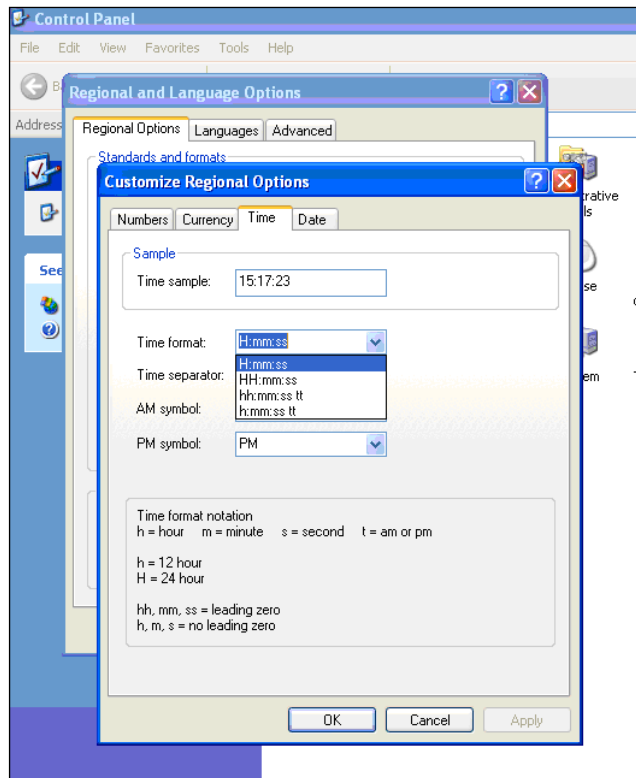 Control Panel
File Edit View Favorites Tools Help
Address
Regional and Language Options
Regional Options Languages Advanced
Standards and formats
Customize Regional Options
Numbers Currency Time Date
Sample
Time sample: 15:17:23
Time format: H:mm:ss
H:mm:ss
Time separator: HH:mm:ss
hh:mm:ss tt
AM symbol: h:mm:ss tt
PM symbol: PM
Time format notation
h = hour m = minute s = second t = am or pm
h = 12 hour
H = 24 hour
hh, mm, ss = leading zero
h, m, s = no leading zero
OK Cancel Apply
See